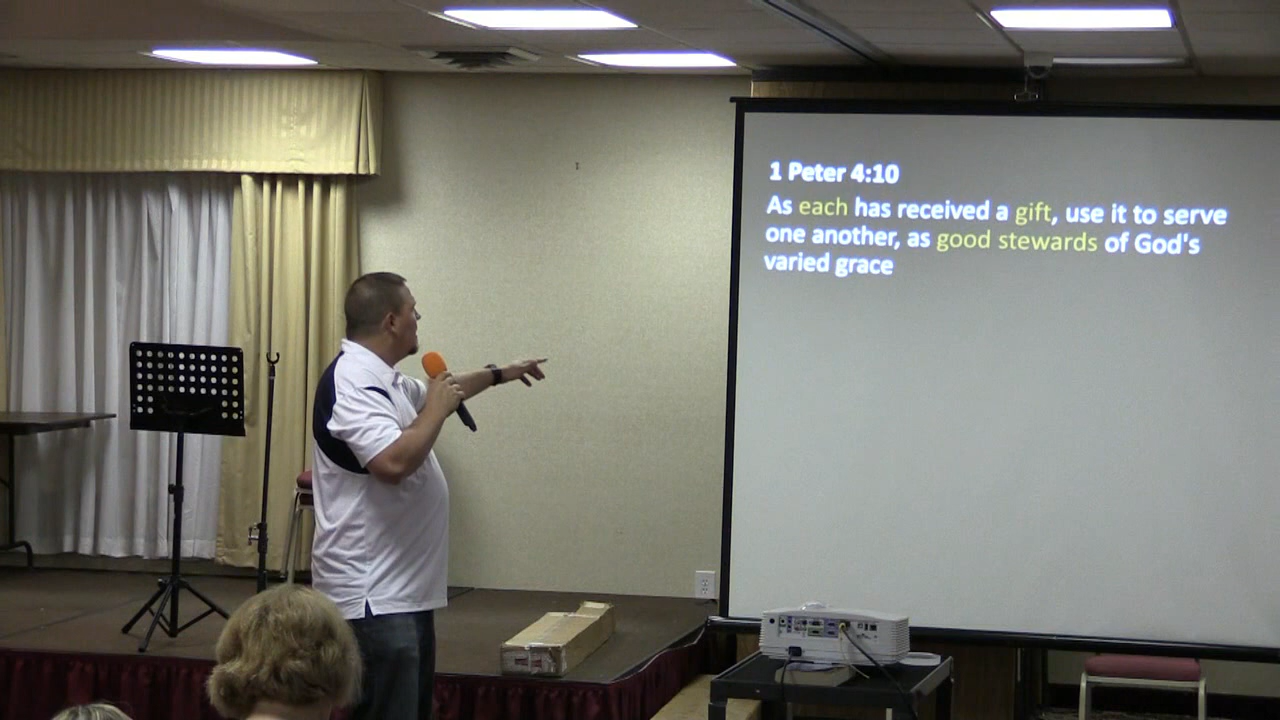 1 Peter 4:10
As each has received a gift, use it to serve
one another, as good stewards of God's
varied grace